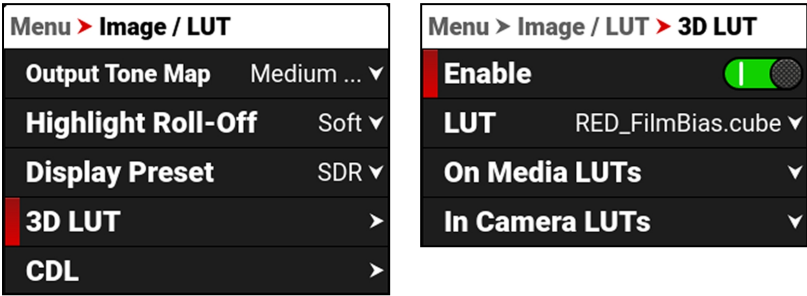 Menu > Image / LUT
Output Tone Map Medium ...
Highlight Roll-Off Soft
Display Preset SDR
3D LUT
CDL
Menu > Image / LUT > 3D LUT
Enable
LUT RED_FilmBias.cube
On Media LUTs
In Camera LUTs